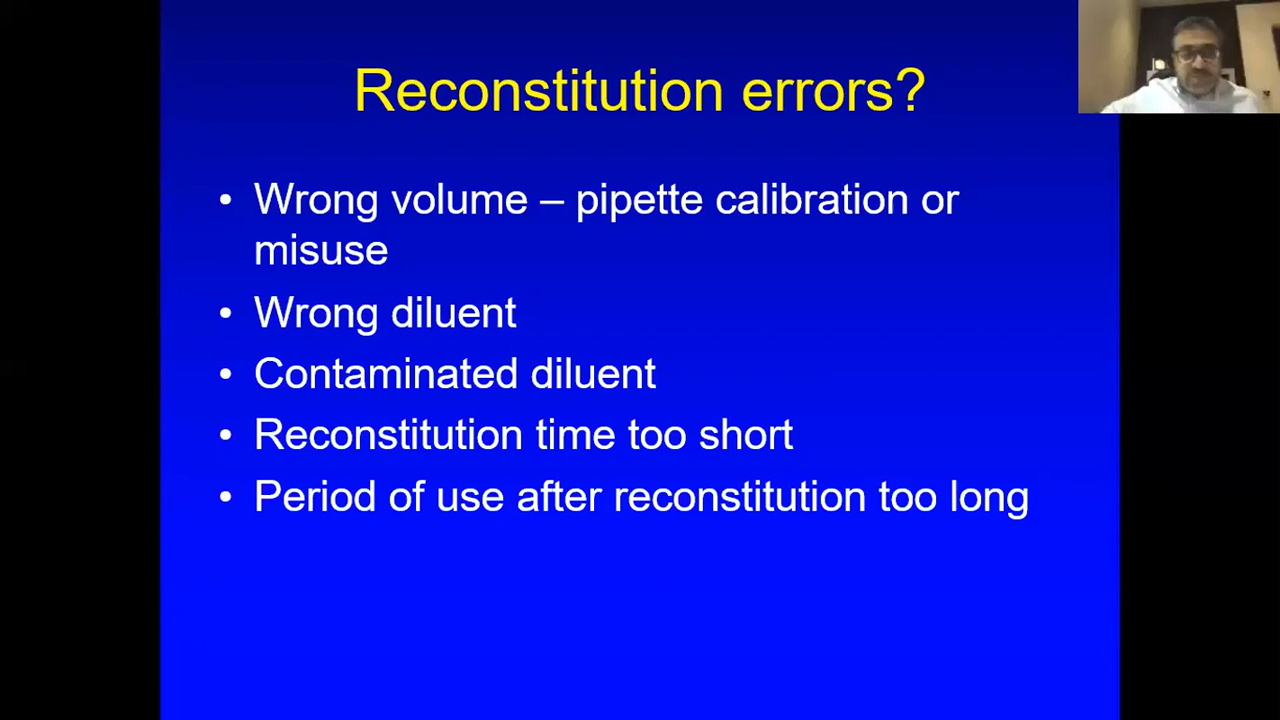 Reconstitution errors?
• Wrong volume – pipette calibration or
misuse
• Wrong diluent
• Contaminated diluent
• Reconstitution time too short
• Period of use after reconstitution too long